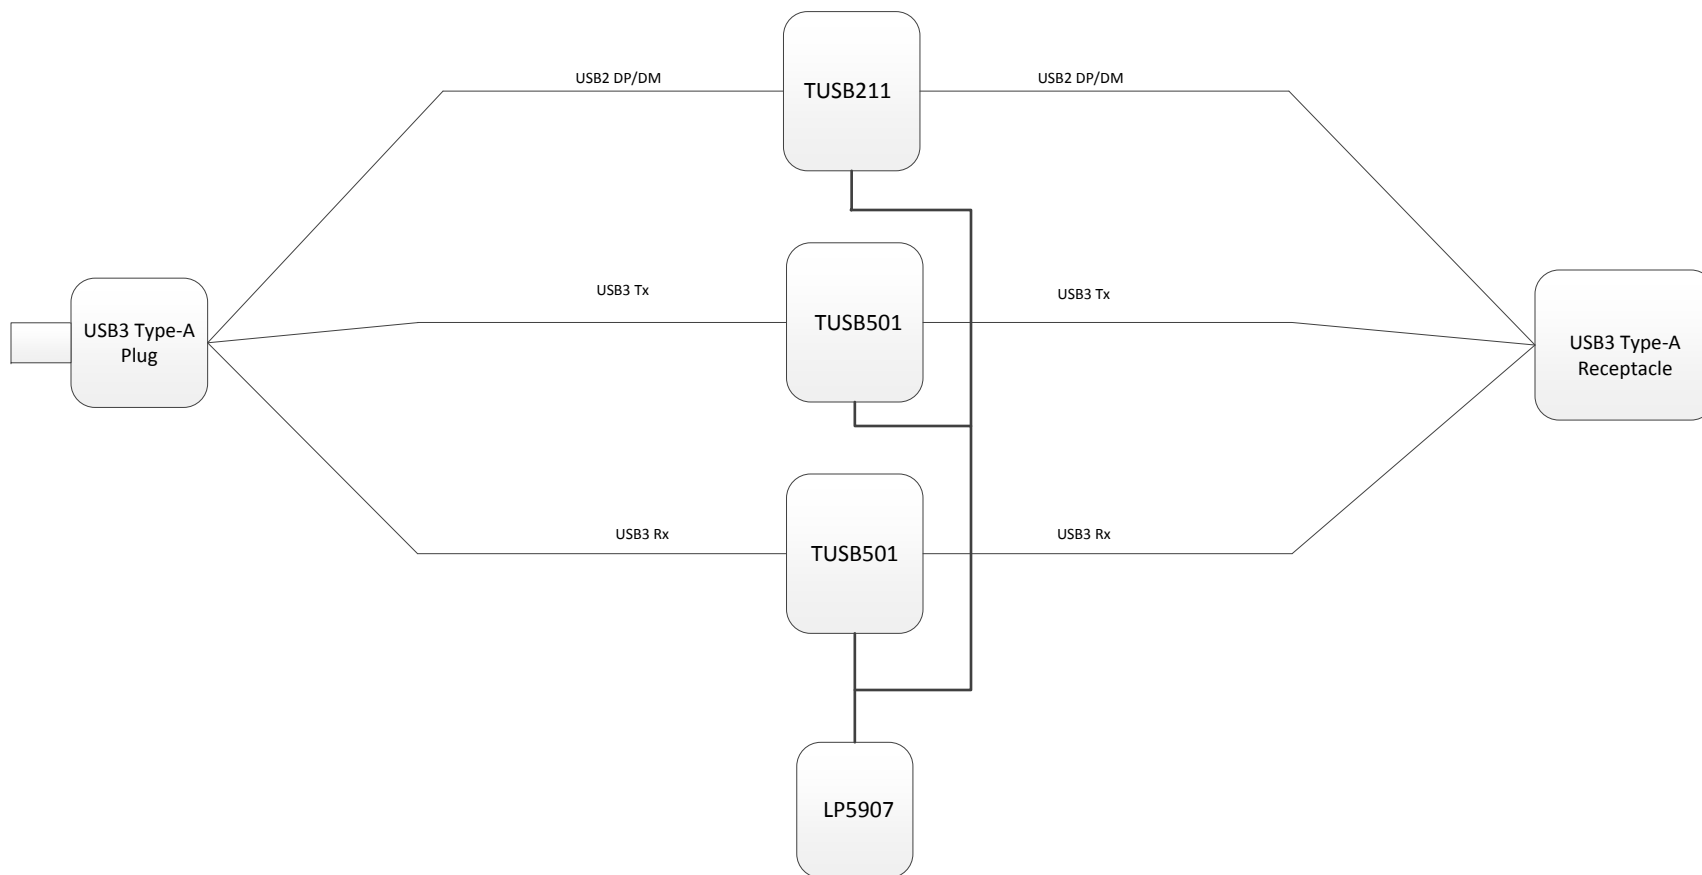 USB2 DP/DM
TUSB211
USB2 DP/DM
USB3 Type-A
Plug
USB3 Tx
TUSB501
USB3 Tx
USB3 Type-A
Receptacle
USB3 Rx
TUSB501
USB3 Rx
LP5907